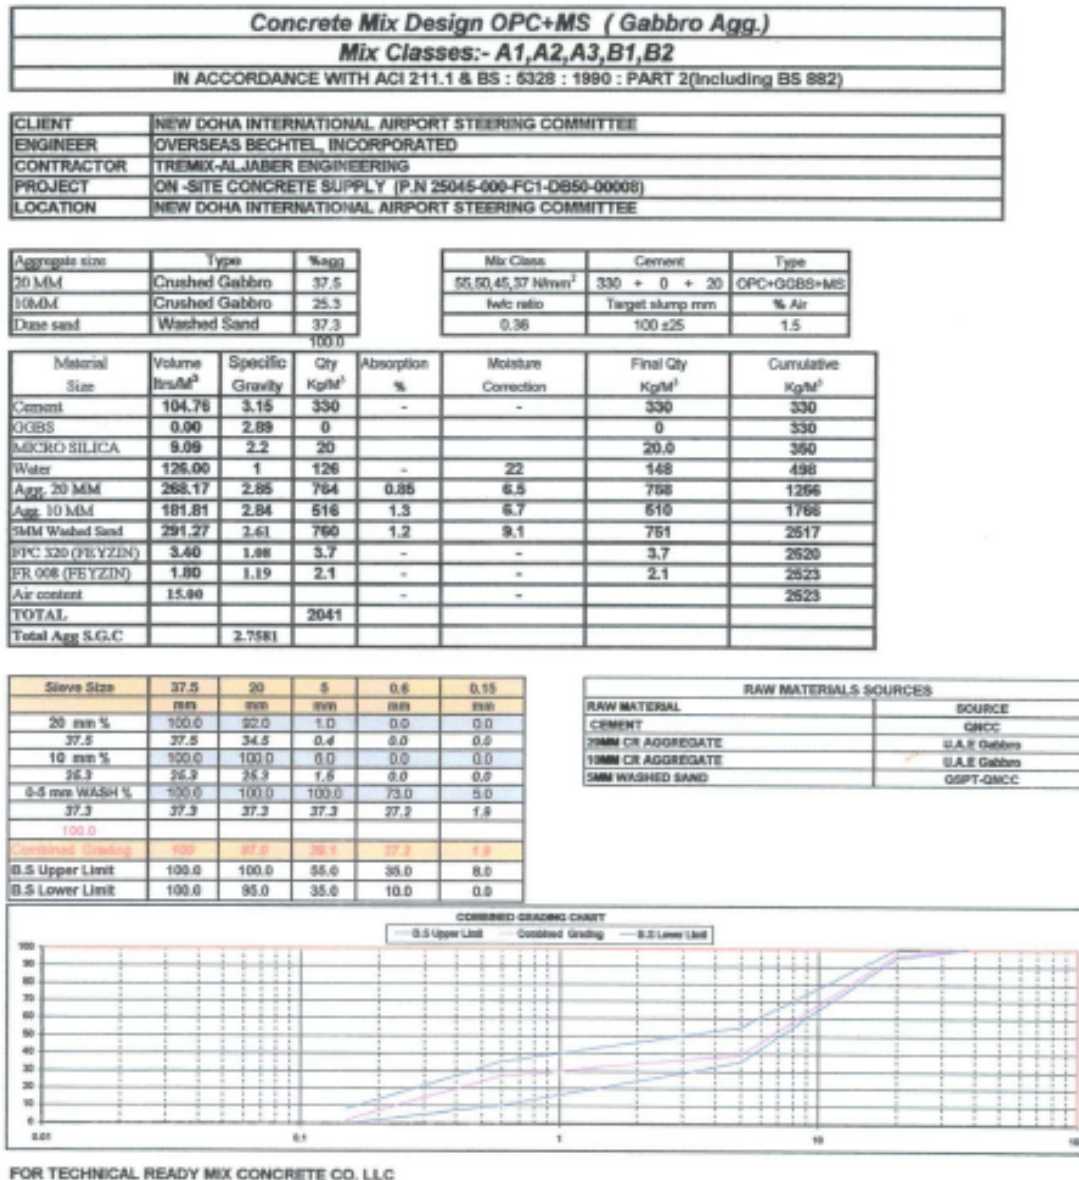 Concrete Mix Design OPC+MS ( Gabbro Agg.)
Mix Classes:- A1,A2,A3,B1,B2
IN ACCORDANCE WITH ACI 211.1 & BS : 5328 : 1990 : PART 2(Including BS 882)
CLIENT NEW DOHA INTERNATIONAL AIRPORT STEERING COMMITTEE
ENGINEER OVERSEAS BECHTEL, INCORPORATED
CONTRACTOR TREMIX-ALJABER ENGINEERING
PROJECT ON -SITE CONCRETE SUPPLY (P.N 25045-000-FC1-DB50-00008)
LOCATION NEW DOHA INTERNATIONAL AIRPORT STEERING COMMITTEE
Aggregate size Type %agg Mix Class Cement Type
20 MM Crushed Gabbro 37.5 55,50,45,37 N/mm² 330 + 0 + 20 OPC+GGBS+MS
10MM Crushed Gabbro 25.3 fw/c ratio Target slump mm % Air
Dune sand Washed Sand 37.3 0.36 100 ±25 1.5
100.0
Material Volume Specific Qty Absorption Moisture Final Qty Cumulative
Size ltrs/M³ Gravity Kg/M³ % Correction Kg/M³ Kg/M³
Cement 104.76 3.15 330 - - 330 330
GGBS 0.00 2.89 0 0 330
MICRO SILICA 9.09 2.2 20 20.0 350
Water 126.00 1 126 - 22 148 498
Agg. 20 MM 268.17 2.85 764 0.85 6.5 758 1256
Agg. 10 MM 181.81 2.84 516 1.3 6.7 510 1766
5MM Washed Sand 291.27 2.61 760 1.2 9.1 751 2517
FPC 320 (FEYZIN) 3.40 1.08 3.7 - - 3.7 2520
FR 008 (FEYZIN) 1.80 1.19 2.1 - - 2.1 2523
Air content 15.00 - - 2523
TOTAL 2041
Total Agg S.G.C 2.7581
Sieve Size 37.5 20 5 0.6 0.15
mm mm mm mm mm
20 mm % 100.0 92.0 1.0 0.0 0.0
37.5 37.5 34.5 0.4 0.0 0.0
10 mm % 100.0 100.0 6.0 0.0 0.0
25.3 25.3 25.3 1.5 0.0 0.0
0-5 mm WASH % 100.0 100.0 100.0 73.0 5.0
37.3 37.3 37.3 37.3 27.2 1.9
100.0
Combined Grading 100 97.0 39.1 27.2 1.9
B.S Upper Limit 100.0 100.0 55.0 35.0 8.0
B.S Lower Limit 100.0 95.0 35.0 10.0 0.0
RAW MATERIALS SOURCES
RAW MATERIAL SOURCE
CEMENT QNCC
20MM CR AGGREGATE U.A.E Gabbro
10MM CR AGGREGATE U.A.E Gabbro
5MM WASHED SAND QSPT-QNCC
COMBINED GRADING CHART
B.S Upper Limit Combined Grading B.S Lower Limit
100
90
80
70
60
50
40
30
20
10
0
0.01 0.1 1 10
FOR TECHNICAL READY MIX CONCRETE CO. LLC